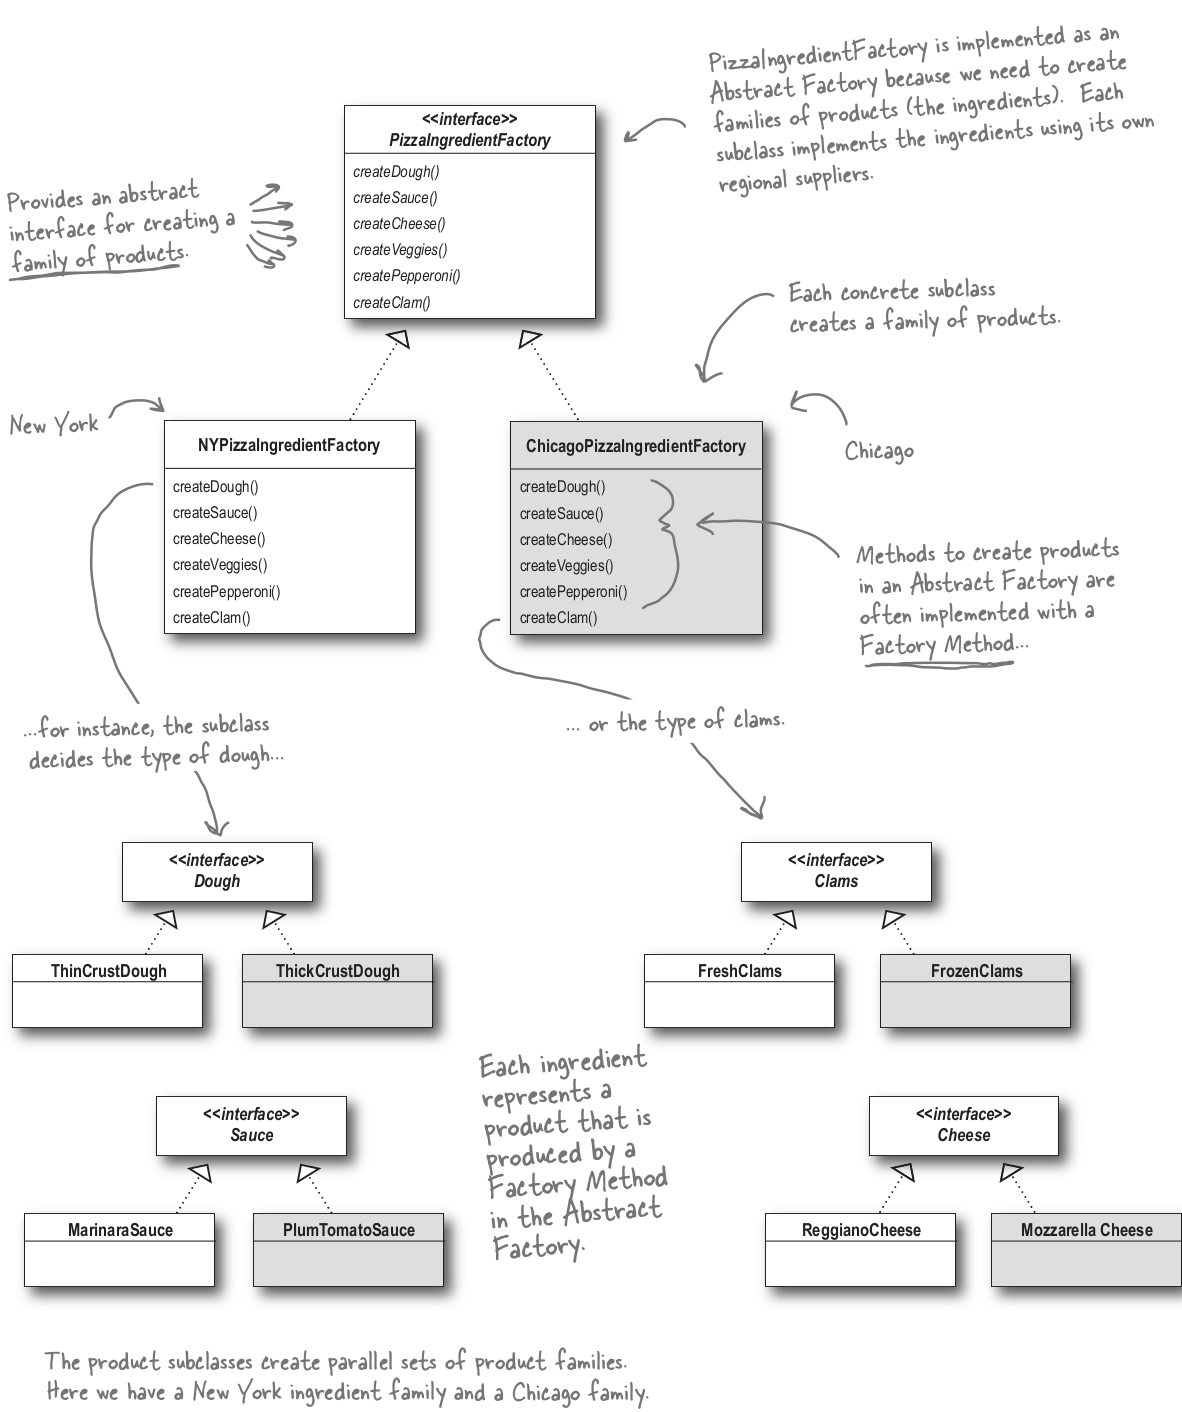 PizzaIngredientFactory is implemented as an
Abstract Factory because we need to create
families of products (the ingredients). Each
subclass implements the ingredients using its own
regional suppliers.
<<interface>>
PizzaIngredientFactory
createDough()
createSauce()
createCheese()
createVeggies()
createPepperoni()
createClam()
Provides an abstract
interface for creating a
family of products.
Each concrete subclass
creates a family of products.
New York
Chicago
NYPizzaIngredientFactory
createDough()
createSauce()
createCheese()
createVeggies()
createPepperoni()
createClam()
ChicagoPizzaIngredientFactory
createDough()
createSauce()
createCheese()
createVeggies()
createPepperoni()
createClam()
Methods to create products
in an Abstract Factory are
often implemented with a
Factory Method...
...for instance, the subclass
decides the type of dough...
... or the type of clams.
<<interface>>
Dough
ThinCrustDough
ThickCrustDough
<<interface>>
Clams
FreshClams
FrozenClams
Each ingredient
represents a
product that is
produced by a
Factory Method
in the Abstract
Factory.
<<interface>>
Sauce
MarinaraSauce
PlumTomatoSauce
<<interface>>
Cheese
ReggianoCheese
Mozzarella Cheese
The product subclasses create parallel sets of product families.
Here we have a New York ingredient family and a Chicago family.